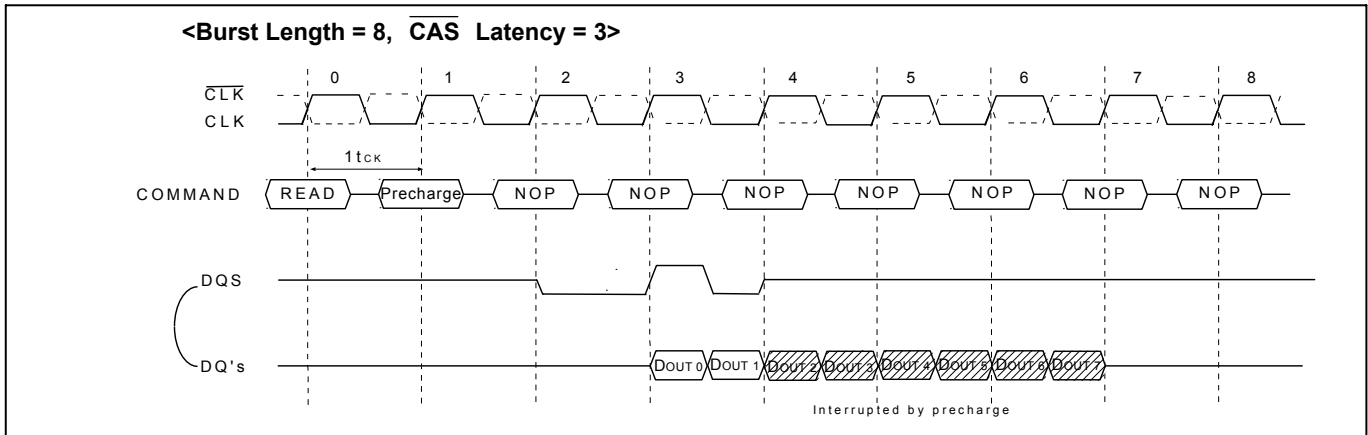 <Burst Length = 8, CAS Latency = 3>
0 1 2 3 4 5 6 7 8
CLK
CLK
1tCK
COMMAND READ Precharge NOP NOP NOP NOP NOP NOP NOP
DQS
DQ's DOUT 0 DOUT 1 DOUT 2 DOUT 3 DOUT 4 DOUT 5 DOUT 6 DOUT 7
Interrupted by precharge